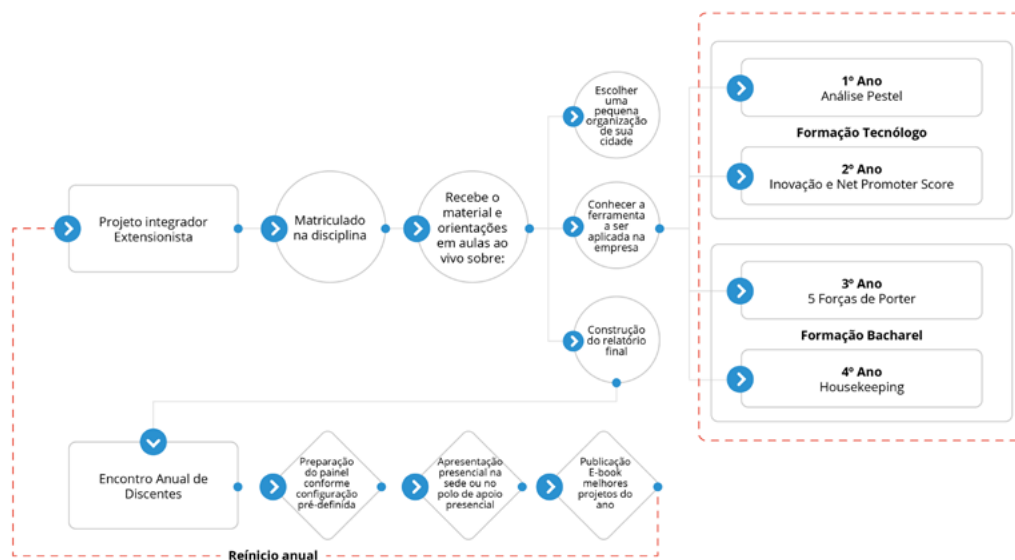 Projeto integrador
Extensionista
Matriculado
na disciplina
Recebe o
material e
orientações
em aulas ao
vivo sobre:
Escolher
uma
pequena
organização
de sua
cidade
Conhecer a
ferramenta
a ser
aplicada na
empresa
Construção
do relatório
final
1º Ano
Análise Pestel
Formação Tecnólogo
2º Ano
Inovação e Net Promoter Score
3º Ano
5 Forças de Porter
Formação Bacharel
4º Ano
Housekeeping
Encontro Anual de
Discentes
Preparação
do painel
conforme
configuração
pré-definida
Apresentação
presencial na
sede ou no
polo de apoio
presencial
Publicação
E-book
melhores
projetos do
ano
Reínicio anual